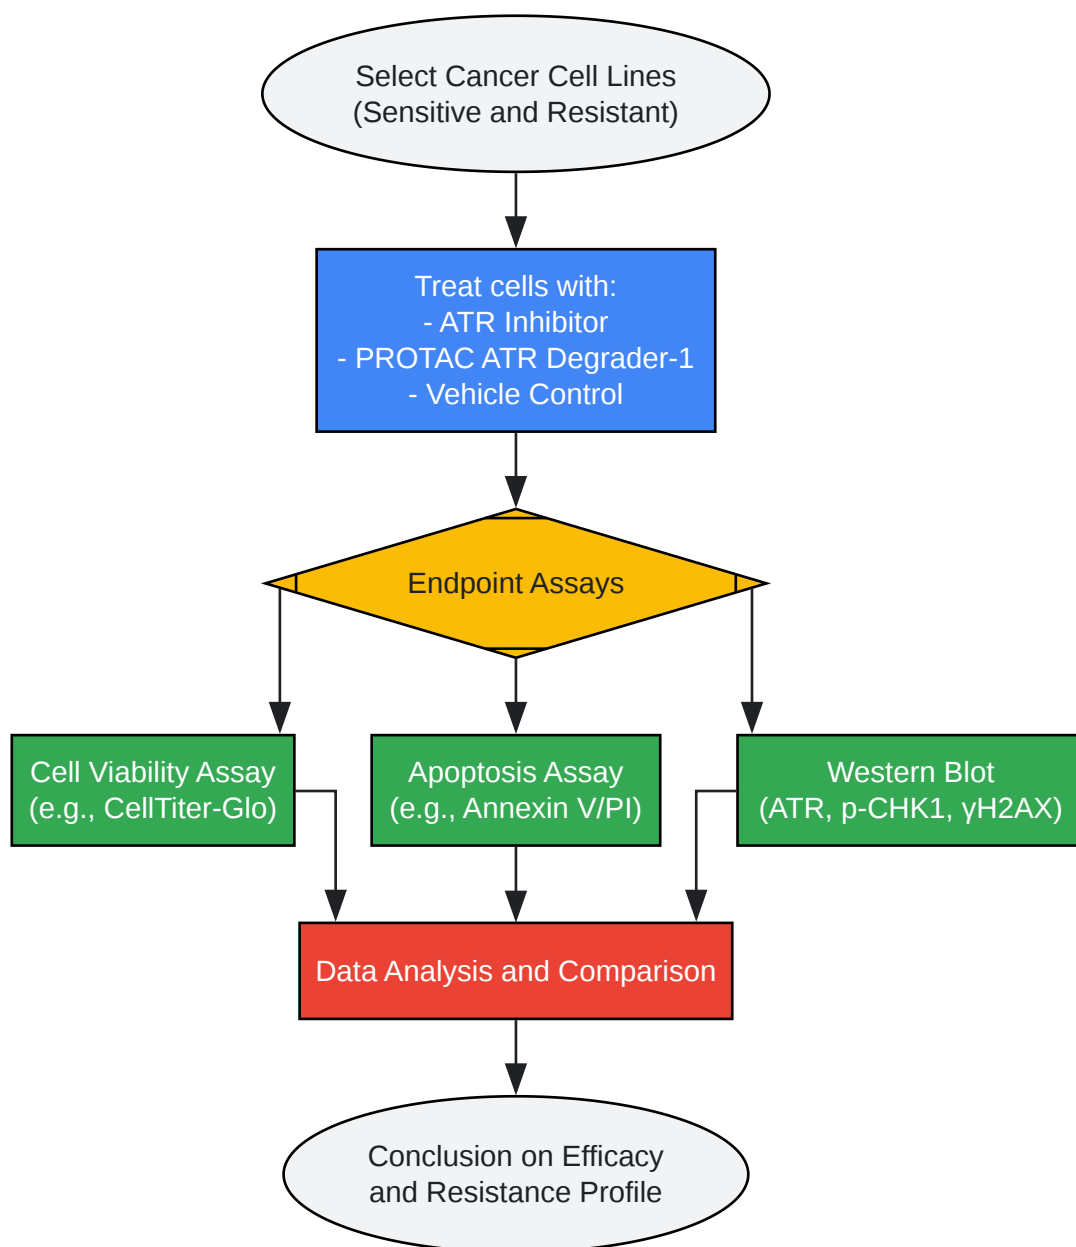 Select Cancer Cell Lines
(Sensitive and Resistant)
Treat cells with:
- ATR Inhibitor
- PROTAC ATR Degrader-1
- Vehicle Control
Endpoint Assays
Cell Viability Assay
(e.g., CellTiter-Glo)
Apoptosis Assay
(e.g., Annexin V/PI)
Western Blot
(ATR, p-CHK1, γH2AX)
Data Analysis and Comparison
Conclusion on Efficacy
and Resistance Profile